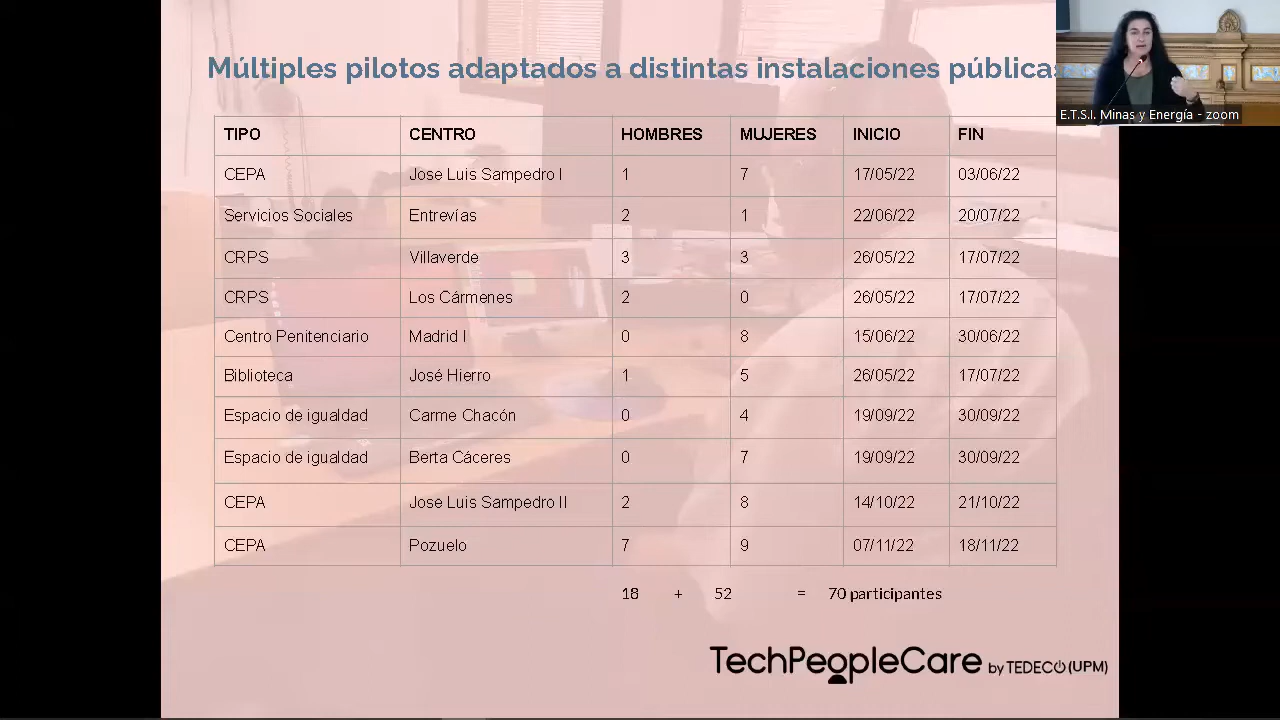 Múltiples pilotos adaptados a distintas instalaciones públicas
E.T.S.I. Minas y Energía - zoom
TIPO CENTRO HOMBRES MUJERES INICIO FIN
CEPA Jose Luis Sampedro I 1 7 17/05/22 03/06/22
Servicios Sociales Entrevías 2 1 22/06/22 20/07/22
CRPS Villaverde 3 3 26/05/22 17/07/22
CRPS Los Cármenes 2 0 26/05/22 17/07/22
Centro Penitenciario Madrid I 0 8 15/06/22 30/06/22
Biblioteca José Hierro 1 5 26/05/22 17/07/22
Espacio de igualdad Carme Chacón 0 4 19/09/22 30/09/22
Espacio de igualdad Berta Cáceres 0 7 19/09/22 30/09/22
CEPA Jose Luis Sampedro II 2 8 14/10/22 21/10/22
CEPA Pozuelo 7 9 07/11/22 18/11/22
18 + 52 = 70 participantes
TechPeopleCare by TEDECO (UPM)